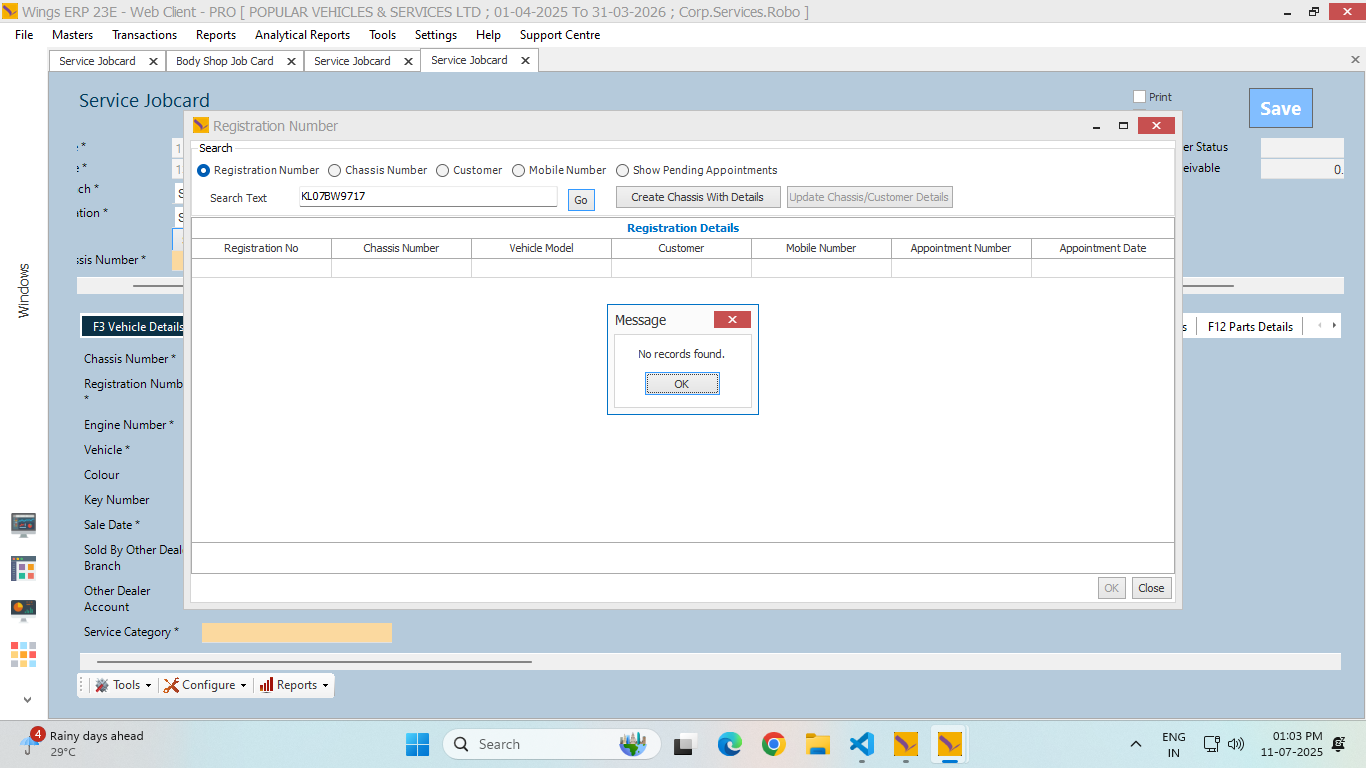 Wings ERP 23E - Web Client - PRO [ POPULAR VEHICLES & SERVICES LTD ; 01-04-2025 To 31-03-2026 ; Corp.Services.Robo ]
File Masters Transactions Reports Analytical Reports Tools Settings Help Support Centre
Service Jobcard Body Shop Job Card Service Jobcard Service Jobcard
Service Jobcard
Print
Save
Registration Number
Search
Registration Number Chassis Number Customer Mobile Number Show Pending Appointments
Search Text KL07BW9717 Go Create Chassis With Details Update Chassis/Customer Details
Registration Details
Registration No Chassis Number Vehicle Model Customer Mobile Number Appointment Number Appointment Date
Message
No records found.
OK
OK Close
er Status
eivable 0.
e *
ch *
tion *
ssis Number *
Windows
F3 Vehicle Details
s F12 Parts Details
Chassis Number *
Registration Numb
*
Engine Number *
Vehicle *
Colour
Key Number
Sale Date *
Sold By Other Deal
Branch
Other Dealer
Account
Service Category *
Tools Configure Reports
4
Rainy days ahead
29°C
Search
ENG
IN
01:03 PM
11-07-2025